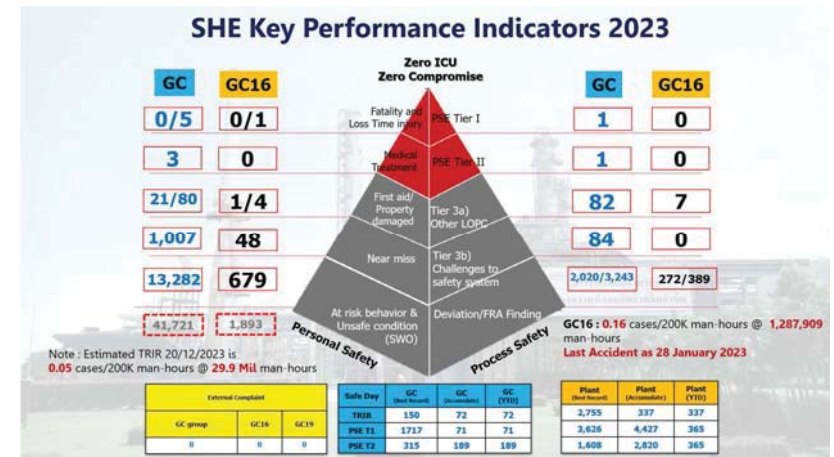 SHE Key Performance Indicators 2023
Zero ICU
Zero Compromise
GC GC16
GC GC16
0/5 0/1
Fatality and
Loss Time injury
PSE Tier I
1 0
3 0
Medical
Treatment
PSE Tier II
1 0
21/80 1/4
First aid/
Property
damaged
Tier 3a)
Other LOPC
82 7
1,007 48
Near miss
Tier 3b)
Challenges to
safety system
84 0
13,282 679
2,020/3,243 272/389
At risk behavior &
Unsafe condition
(SWO)
Deviation/FRA Finding
41,721 1,893
Personal Safety
Process Safety
GC16 : 0.16 cases/200K man-hours @ 1,287,909
man-hours
Last Accident as 28 January 2023
Note : Estimated TRIR 20/12/2023 is
0.05 cases/200K man-hours @ 29.9 Mil man-hours
External Complaint
GC group GC16 GC19
0 0 0
Safe Day GC (Best Record) GC (Accumulate) GC (YTD)
TRIR 150 72 72
PSE T1 1717 71 71
PSE T2 315 189 189
Plant (Best Record) Plant (Accumulate) Plant (YTD)
2,755 337 337
3,626 4,427 365
1,608 2,820 365